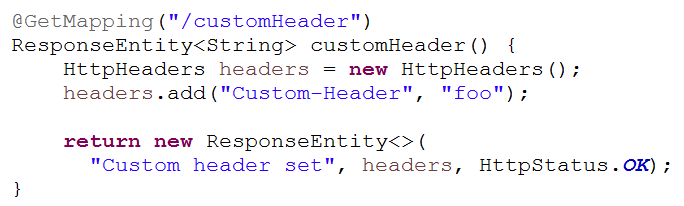 @GetMapping("/customHeader")
ResponseEntity<String> customHeader() {
    HttpHeaders headers = new HttpHeaders();
    headers.add("Custom-Header", "foo");

    return new ResponseEntity<>(
      "Custom header set", headers, HttpStatus.OK);
}